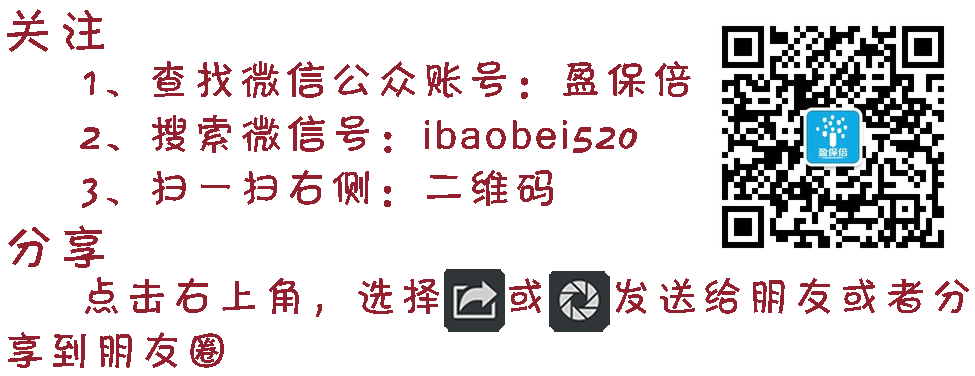 关注
1、查找微信公众账号：盈保倍
2、搜索微信号：ibaobei520
3、扫一扫右侧：二维码
盈保倍
分享
点击右上角，选择或发送给朋友或者分
享到朋友圈